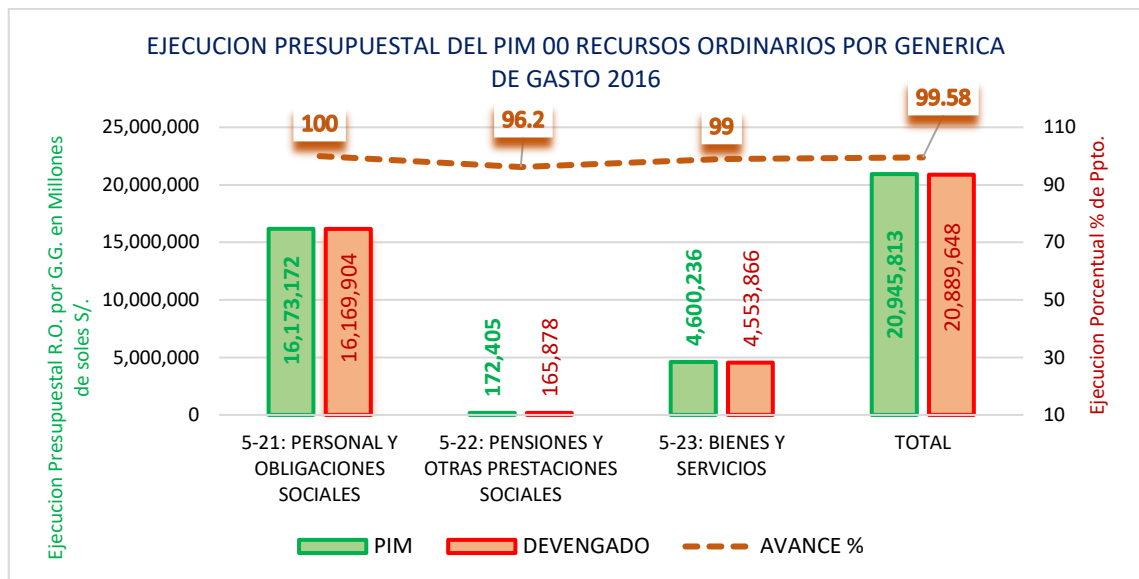 EJECUCION PRESUPUESTAL DEL PIM 00 RECURSOS ORDINARIOS POR GENERICA
DE GASTO 2016
Ejecucion Presupuestal R.O. por G.G. en Millones
de soles S/.
25,000,000
20,000,000
15,000,000
10,000,000
5,000,000
0
100
96.2
99
99.58
16,173,172
16,169,904
172,405
165,878
4,600,236
4,553,866
20,945,813
20,889,648
110
90
70
50
30
10
Ejecucion Porcentual % de Ppto.
5-21: PERSONAL Y
OBLIGACIONES
SOCIALES
5-22: PENSIONES Y
OTRAS PRESTACIONES
SOCIALES
5-23: BIENES Y
SERVICIOS
TOTAL
PIM
DEVENGADO
AVANCE %